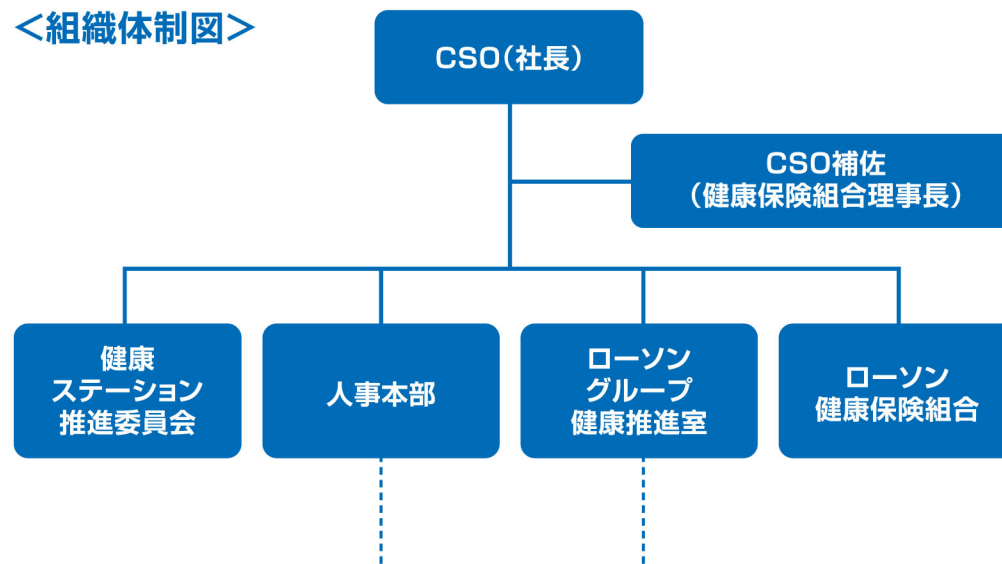 ＜組織体制図＞
CSO（社長）
CSO補佐
（健康保険組合理事長）
健康
ステーション
推進委員会
人事本部
ローソン
グループ
健康推進室
ローソン
健康保険組合